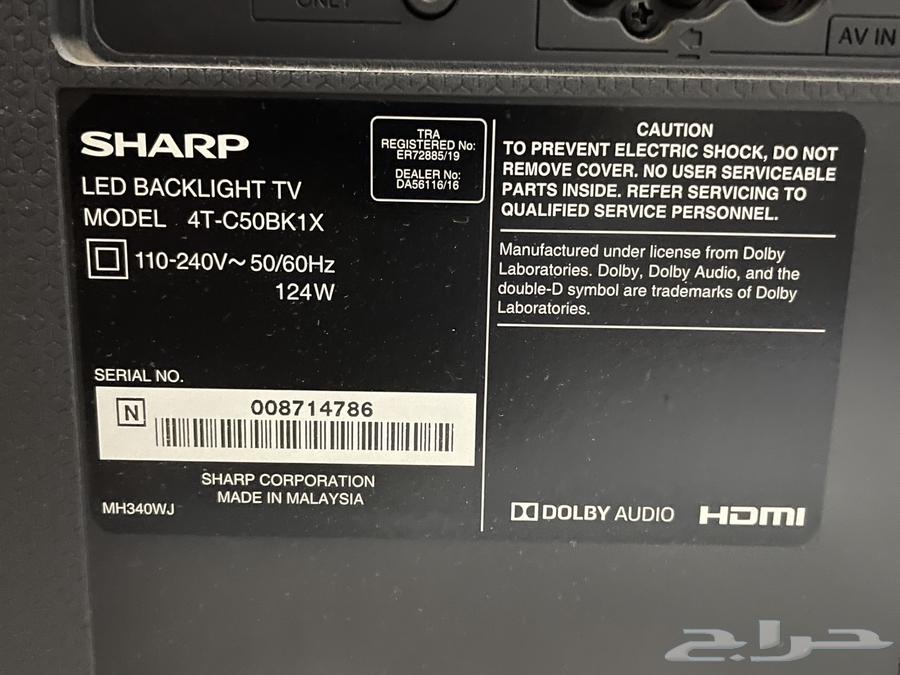 ONLY
AV IN
SHARP
LED BACKLIGHT TV
MODEL 4T-C50BK1X
110-240V~ 50/60Hz
124W
TRA
REGISTERED No:
ER72885/19
DEALER No:
DA56116/16
SERIAL NO.
N
008714786
SHARP CORPORATION
MADE IN MALAYSIA
MH340WJ
CAUTION
TO PREVENT ELECTRIC SHOCK, DO NOT
REMOVE COVER. NO USER SERVICEABLE
PARTS INSIDE. REFER SERVICING TO
QUALIFIED SERVICE PERSONNEL.
Manufactured under license from Dolby
Laboratories. Dolby, Dolby Audio, and the
double-D symbol are trademarks of Dolby
Laboratories.
DOLBY AUDIO
HDMI
حراج